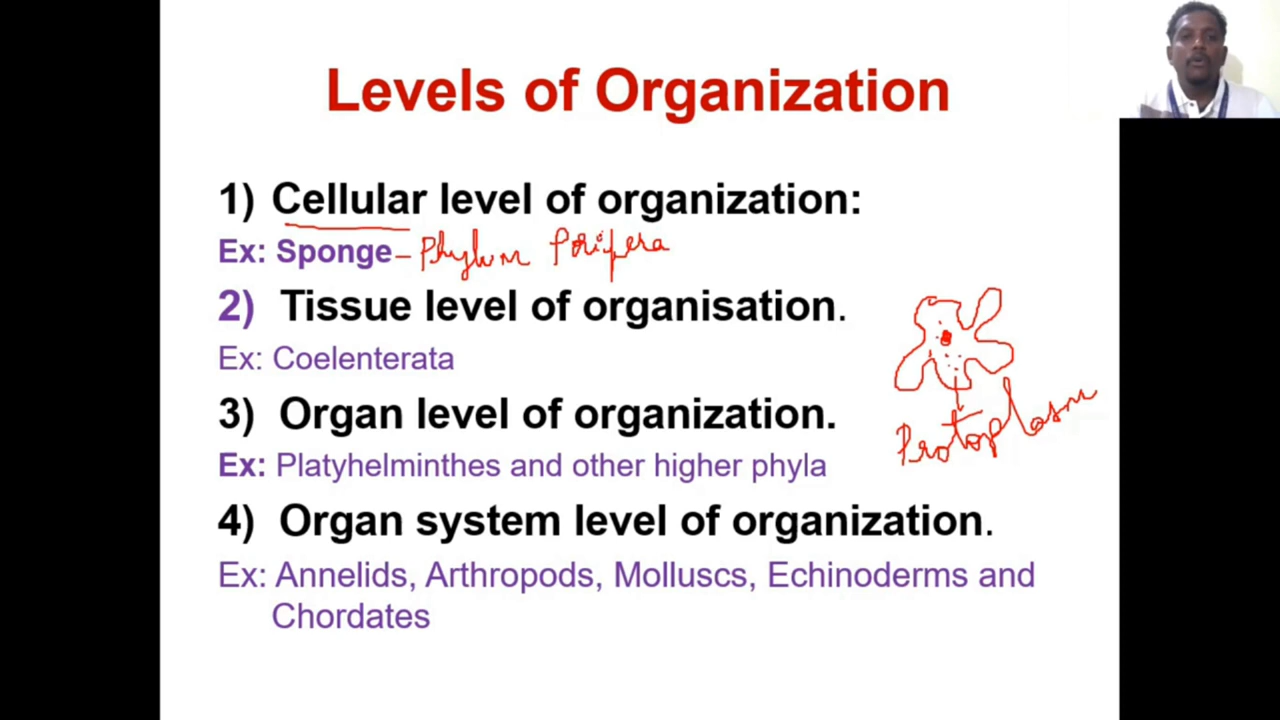 Levels of Organization
1) Cellular level of organization:
Ex: Sponge – Phylum Porifera
2) Tissue level of organisation.
Ex: Coelenterata
3) Organ level of organization.
Protoplasm
Ex: Platyhelminthes and other higher phyla
4) Organ system level of organization.
Ex: Annelids, Arthropods, Molluscs, Echinoderms and
Chordates